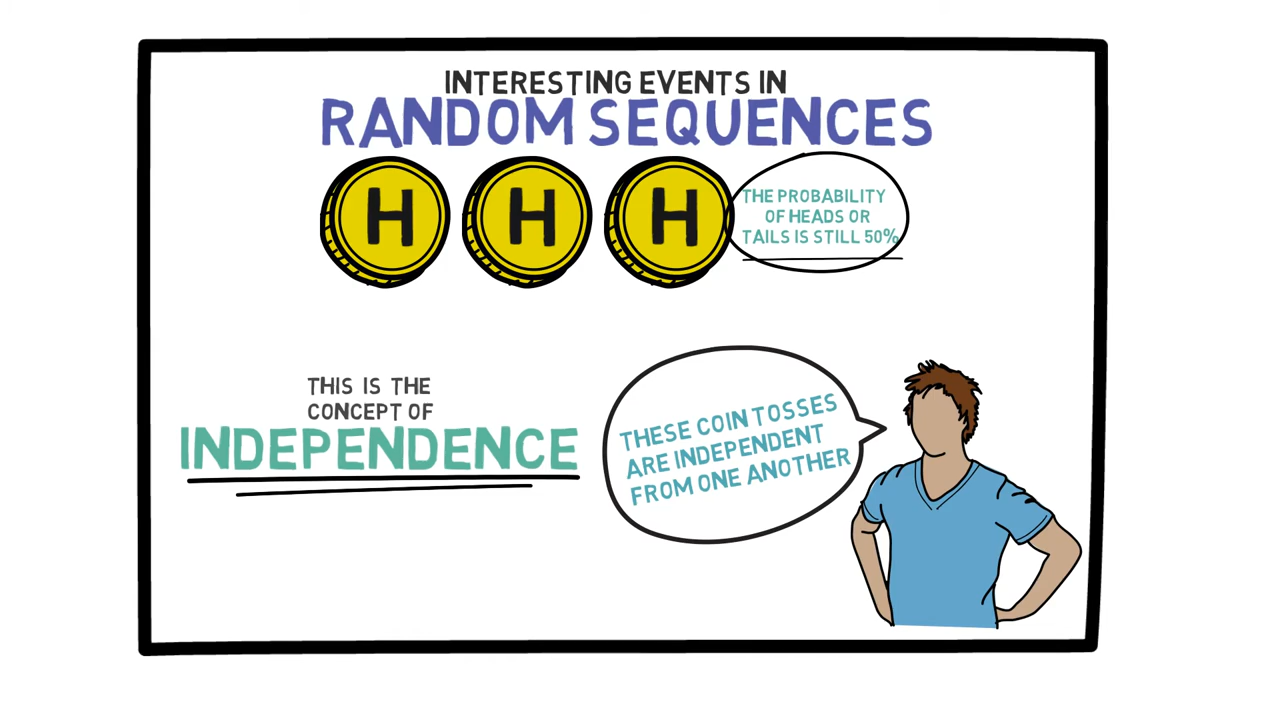 INTERESTING EVENTS IN
RANDOM SEQUENCES
H H H
THE PROBABILITY
OF HEADS OR
TAILS IS STILL 50%
THIS IS THE
CONCEPT OF
INDEPENDENCE
THESE COIN TOSSES
ARE INDEPENDENT
FROM ONE ANOTHER